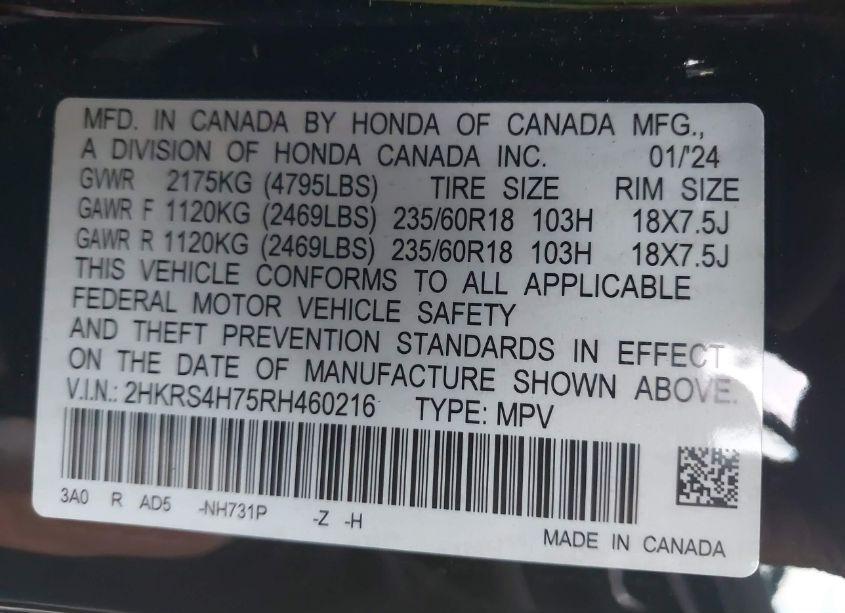 MFD. IN CANADA BY HONDA OF CANADA MFG.,
A DIVISION OF HONDA CANADA INC. 01/'24
GVWR 2175KG (4795LBS) TIRE SIZE RIM SIZE
GAWR F 1120KG (2469LBS) 235/60R18 103H 18X7.5J
GAWR R 1120KG (2469LBS) 235/60R18 103H 18X7.5J
THIS VEHICLE CONFORMS TO ALL APPLICABLE
FEDERAL MOTOR VEHICLE SAFETY
AND THEFT PREVENTION STANDARDS IN EFFECT
ON THE DATE OF MANUFACTURE SHOWN ABOVE.
V.I.N.: 2HKRS4H75RH460216 TYPE: MPV
3A0 R AD5 -NH731P -Z -H
MADE IN CANADA